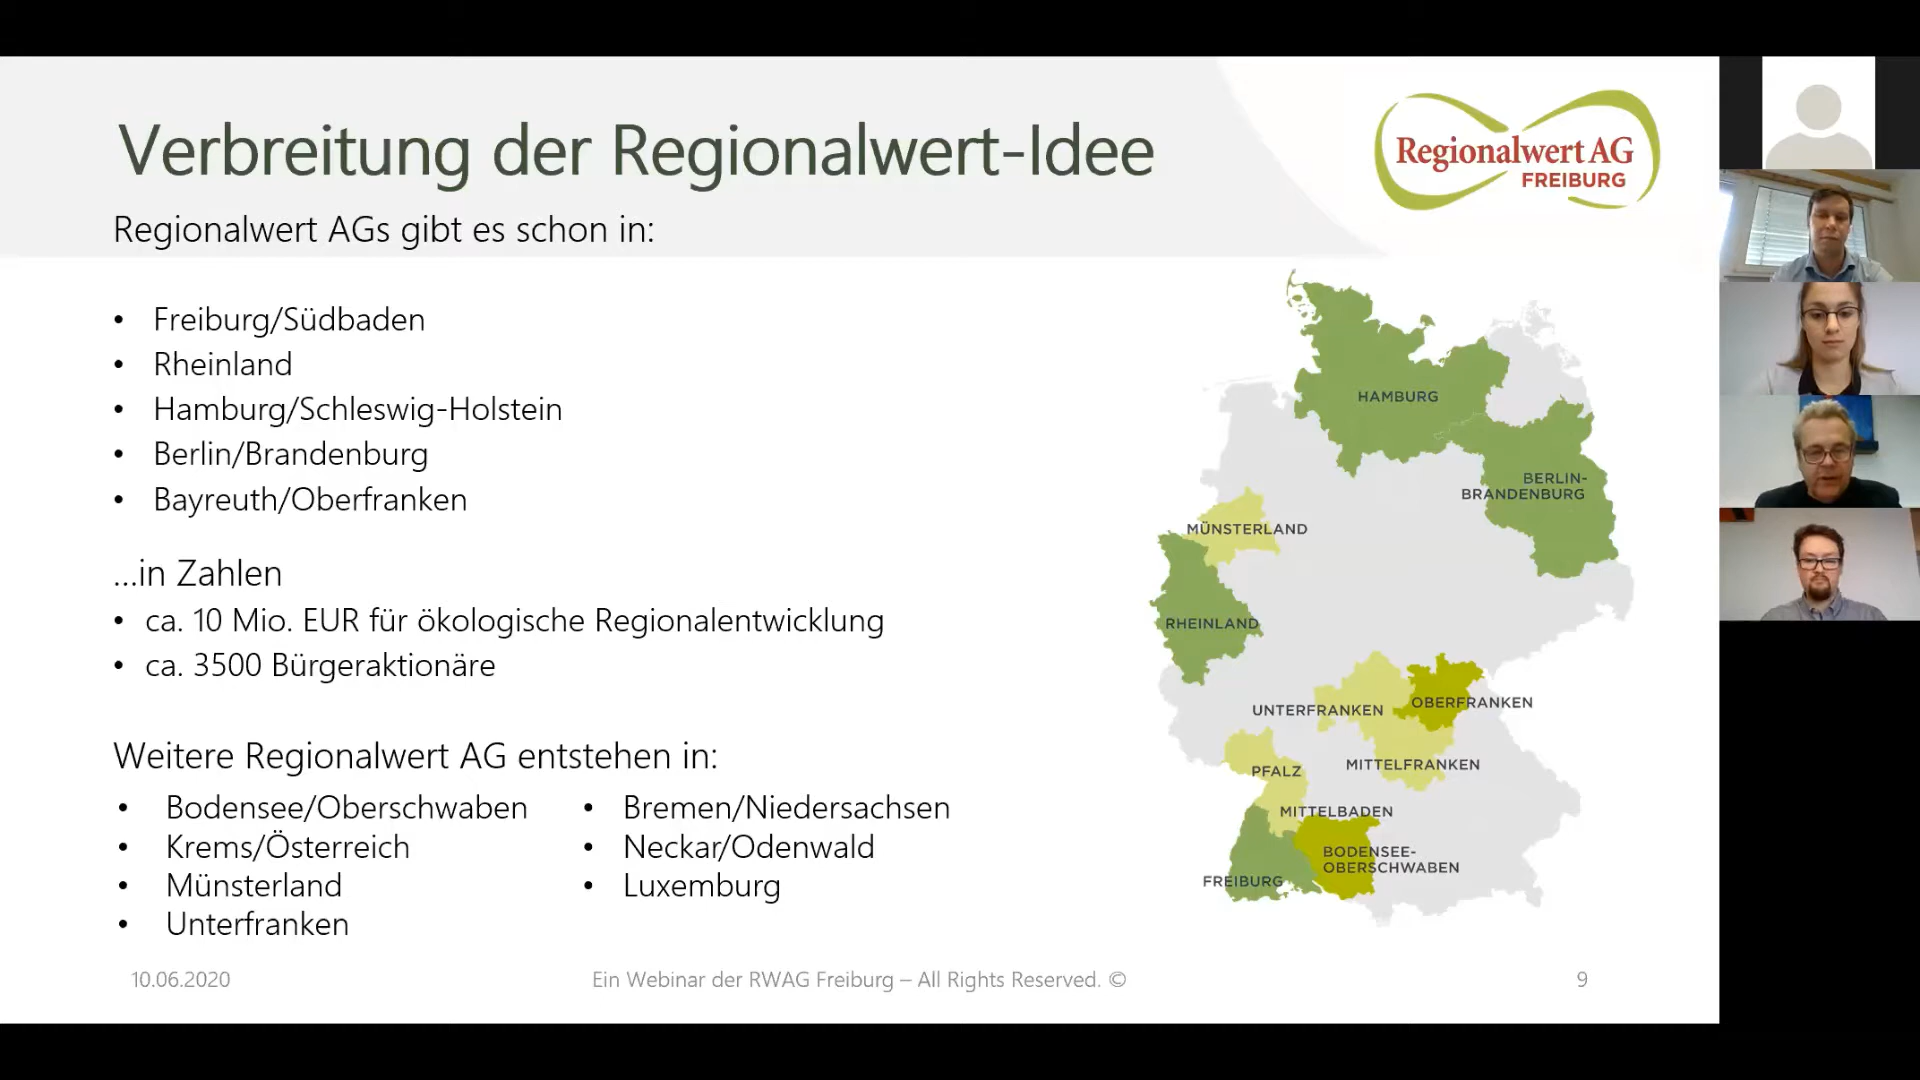 Verbreitung der Regionalwert-Idee
Regionalwert AG
FREIBURG
Regionalwert AGs gibt es schon in:
• Freiburg/Südbaden
• Rheinland
• Hamburg/Schleswig-Holstein
• Berlin/Brandenburg
• Bayreuth/Oberfranken
...in Zahlen
• ca. 10 Mio. EUR für ökologische Regionalentwicklung
• ca. 3500 Bürgeraktionäre
Weitere Regionalwert AG entstehen in:
• Bodensee/Oberschwaben
• Krems/Österreich
• Münsterland
• Unterfranken
• Bremen/Niedersachsen
• Neckar/Odenwald
• Luxemburg
HAMBURG
BERLIN-
BRANDENBURG
MÜNSTERLAND
RHEINLAND
OBERFRANKEN
UNTERFRANKEN
MITTELFRANKEN
PFALZ
MITTELBADEN
BODENSEE-
OBERSCHWABEN
FREIBURG
10.06.2020
Ein Webinar der RWAG Freiburg – All Rights Reserved. ©
9